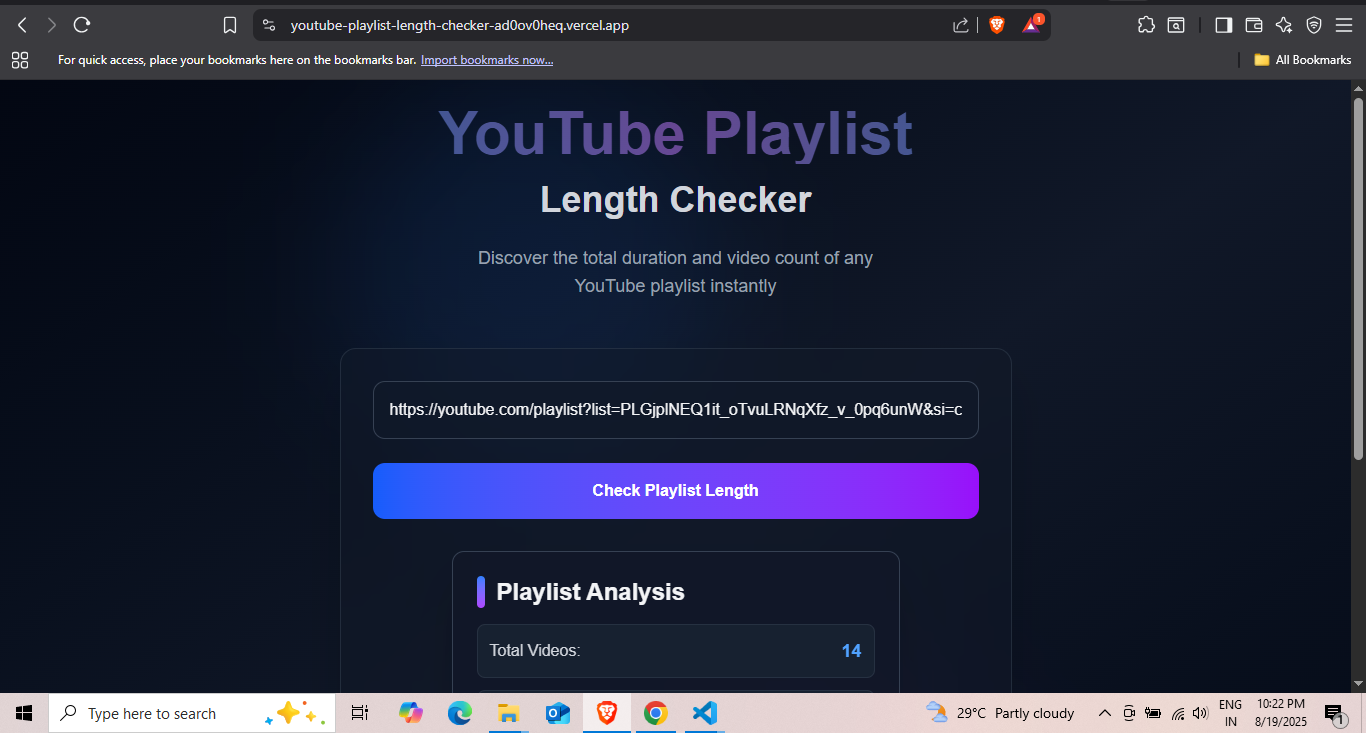 youtube-playlist-length-checker-ad0ov0heq.vercel.app
1
For quick access, place your bookmarks here on the bookmarks bar. Import bookmarks now...
All Bookmarks
YouTube Playlist
Length Checker
Discover the total duration and video count of any
YouTube playlist instantly
https://youtube.com/playlist?list=PLGjplNEQ1it_oTvuLRNqXfz_v_0pq6unW&si=c
Check Playlist Length
Playlist Analysis
Total Videos: 14
Type here to search
29°C Partly cloudy
ENG
IN
10:22 PM
8/19/2025
1